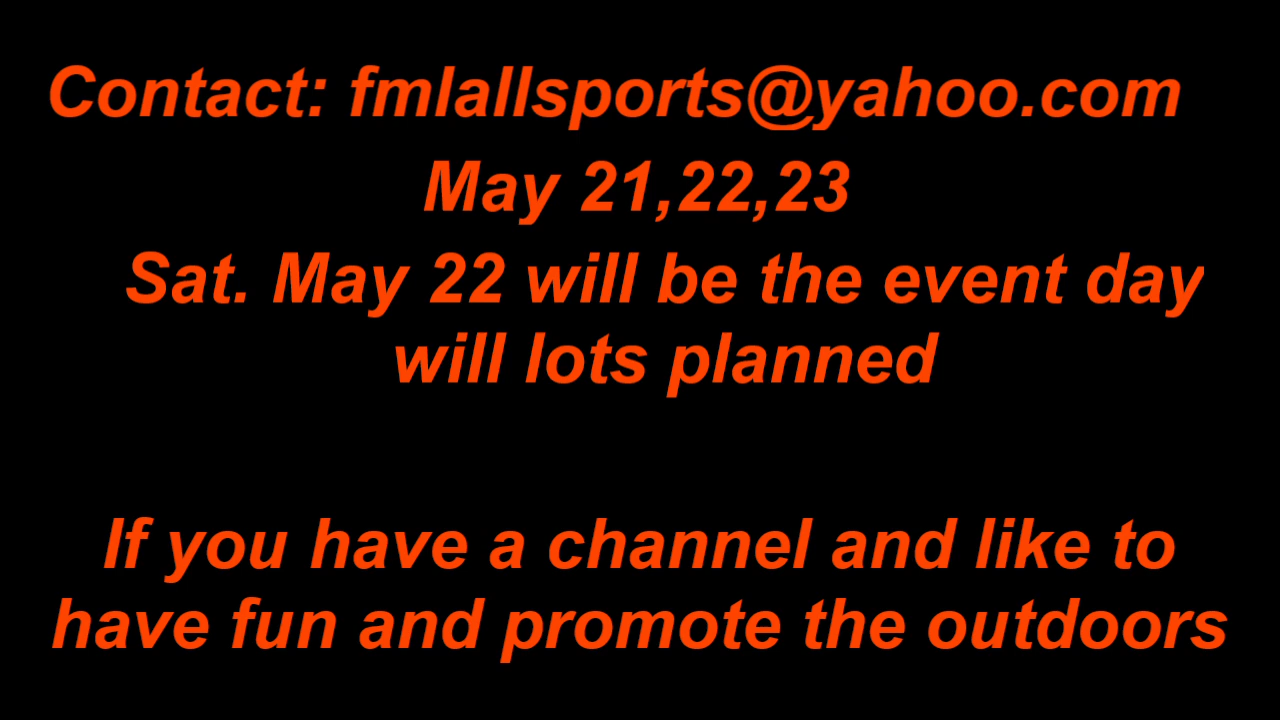 Contact: fmlallsports@yahoo.com
May 21,22,23
Sat. May 22 will be the event day
will lots planned
If you have a channel and like to
have fun and promote the outdoors